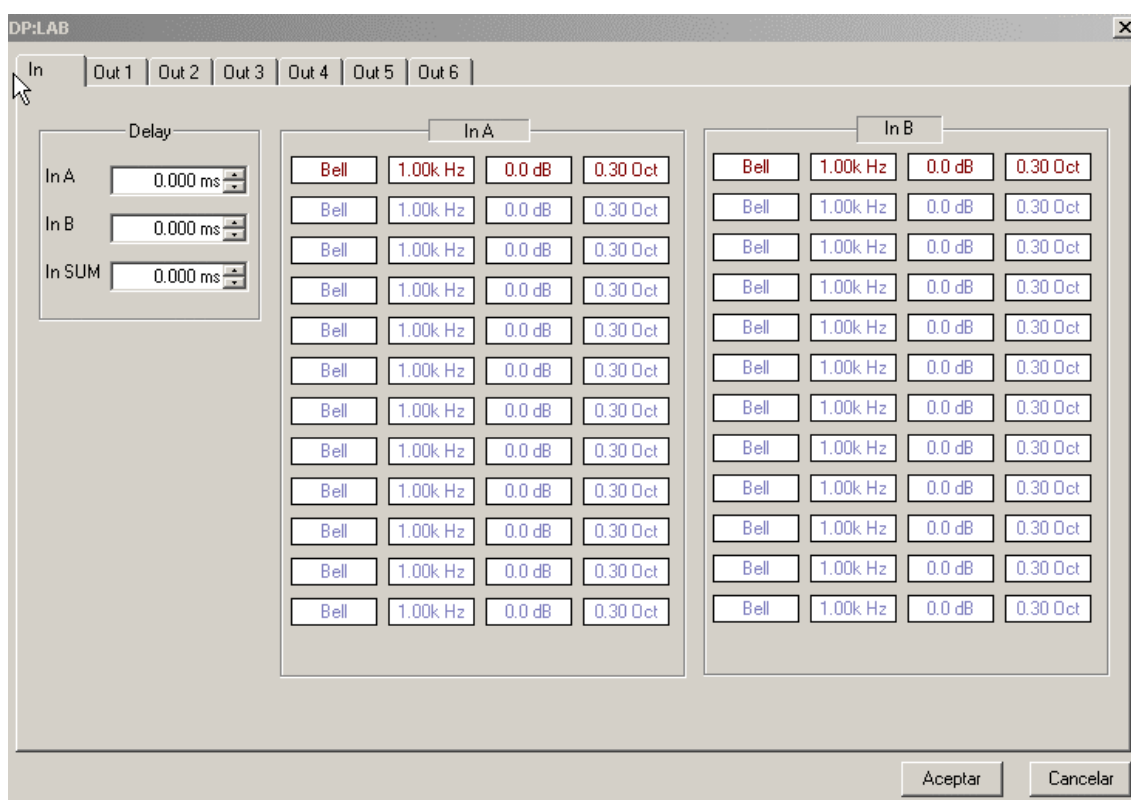 DP:LAB
In Out 1 Out 2 Out 3 Out 4 Out 5 Out 6
Delay
In A 0.000 ms
In B 0.000 ms
In SUM 0.000 ms
In A
Bell 1.00k Hz 0.0 dB 0.30 Oct
Bell 1.00k Hz 0.0 dB 0.30 Oct
Bell 1.00k Hz 0.0 dB 0.30 Oct
Bell 1.00k Hz 0.0 dB 0.30 Oct
Bell 1.00k Hz 0.0 dB 0.30 Oct
Bell 1.00k Hz 0.0 dB 0.30 Oct
Bell 1.00k Hz 0.0 dB 0.30 Oct
Bell 1.00k Hz 0.0 dB 0.30 Oct
Bell 1.00k Hz 0.0 dB 0.30 Oct
Bell 1.00k Hz 0.0 dB 0.30 Oct
Bell 1.00k Hz 0.0 dB 0.30 Oct
Bell 1.00k Hz 0.0 dB 0.30 Oct
In B
Bell 1.00k Hz 0.0 dB 0.30 Oct
Bell 1.00k Hz 0.0 dB 0.30 Oct
Bell 1.00k Hz 0.0 dB 0.30 Oct
Bell 1.00k Hz 0.0 dB 0.30 Oct
Bell 1.00k Hz 0.0 dB 0.30 Oct
Bell 1.00k Hz 0.0 dB 0.30 Oct
Bell 1.00k Hz 0.0 dB 0.30 Oct
Bell 1.00k Hz 0.0 dB 0.30 Oct
Bell 1.00k Hz 0.0 dB 0.30 Oct
Bell 1.00k Hz 0.0 dB 0.30 Oct
Bell 1.00k Hz 0.0 dB 0.30 Oct
Bell 1.00k Hz 0.0 dB 0.30 Oct
Aceptar Cancelar